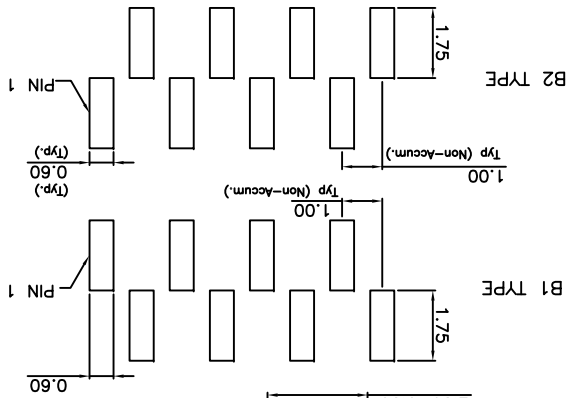 0.60
1.75
B1 TYPE
PIN 1
1.00
Typ (Non-Accum.)
(Typ.)
1.00
Typ (Non-Accum.)
0.60
(Typ.)
B2 TYPE
PIN 1
1.75